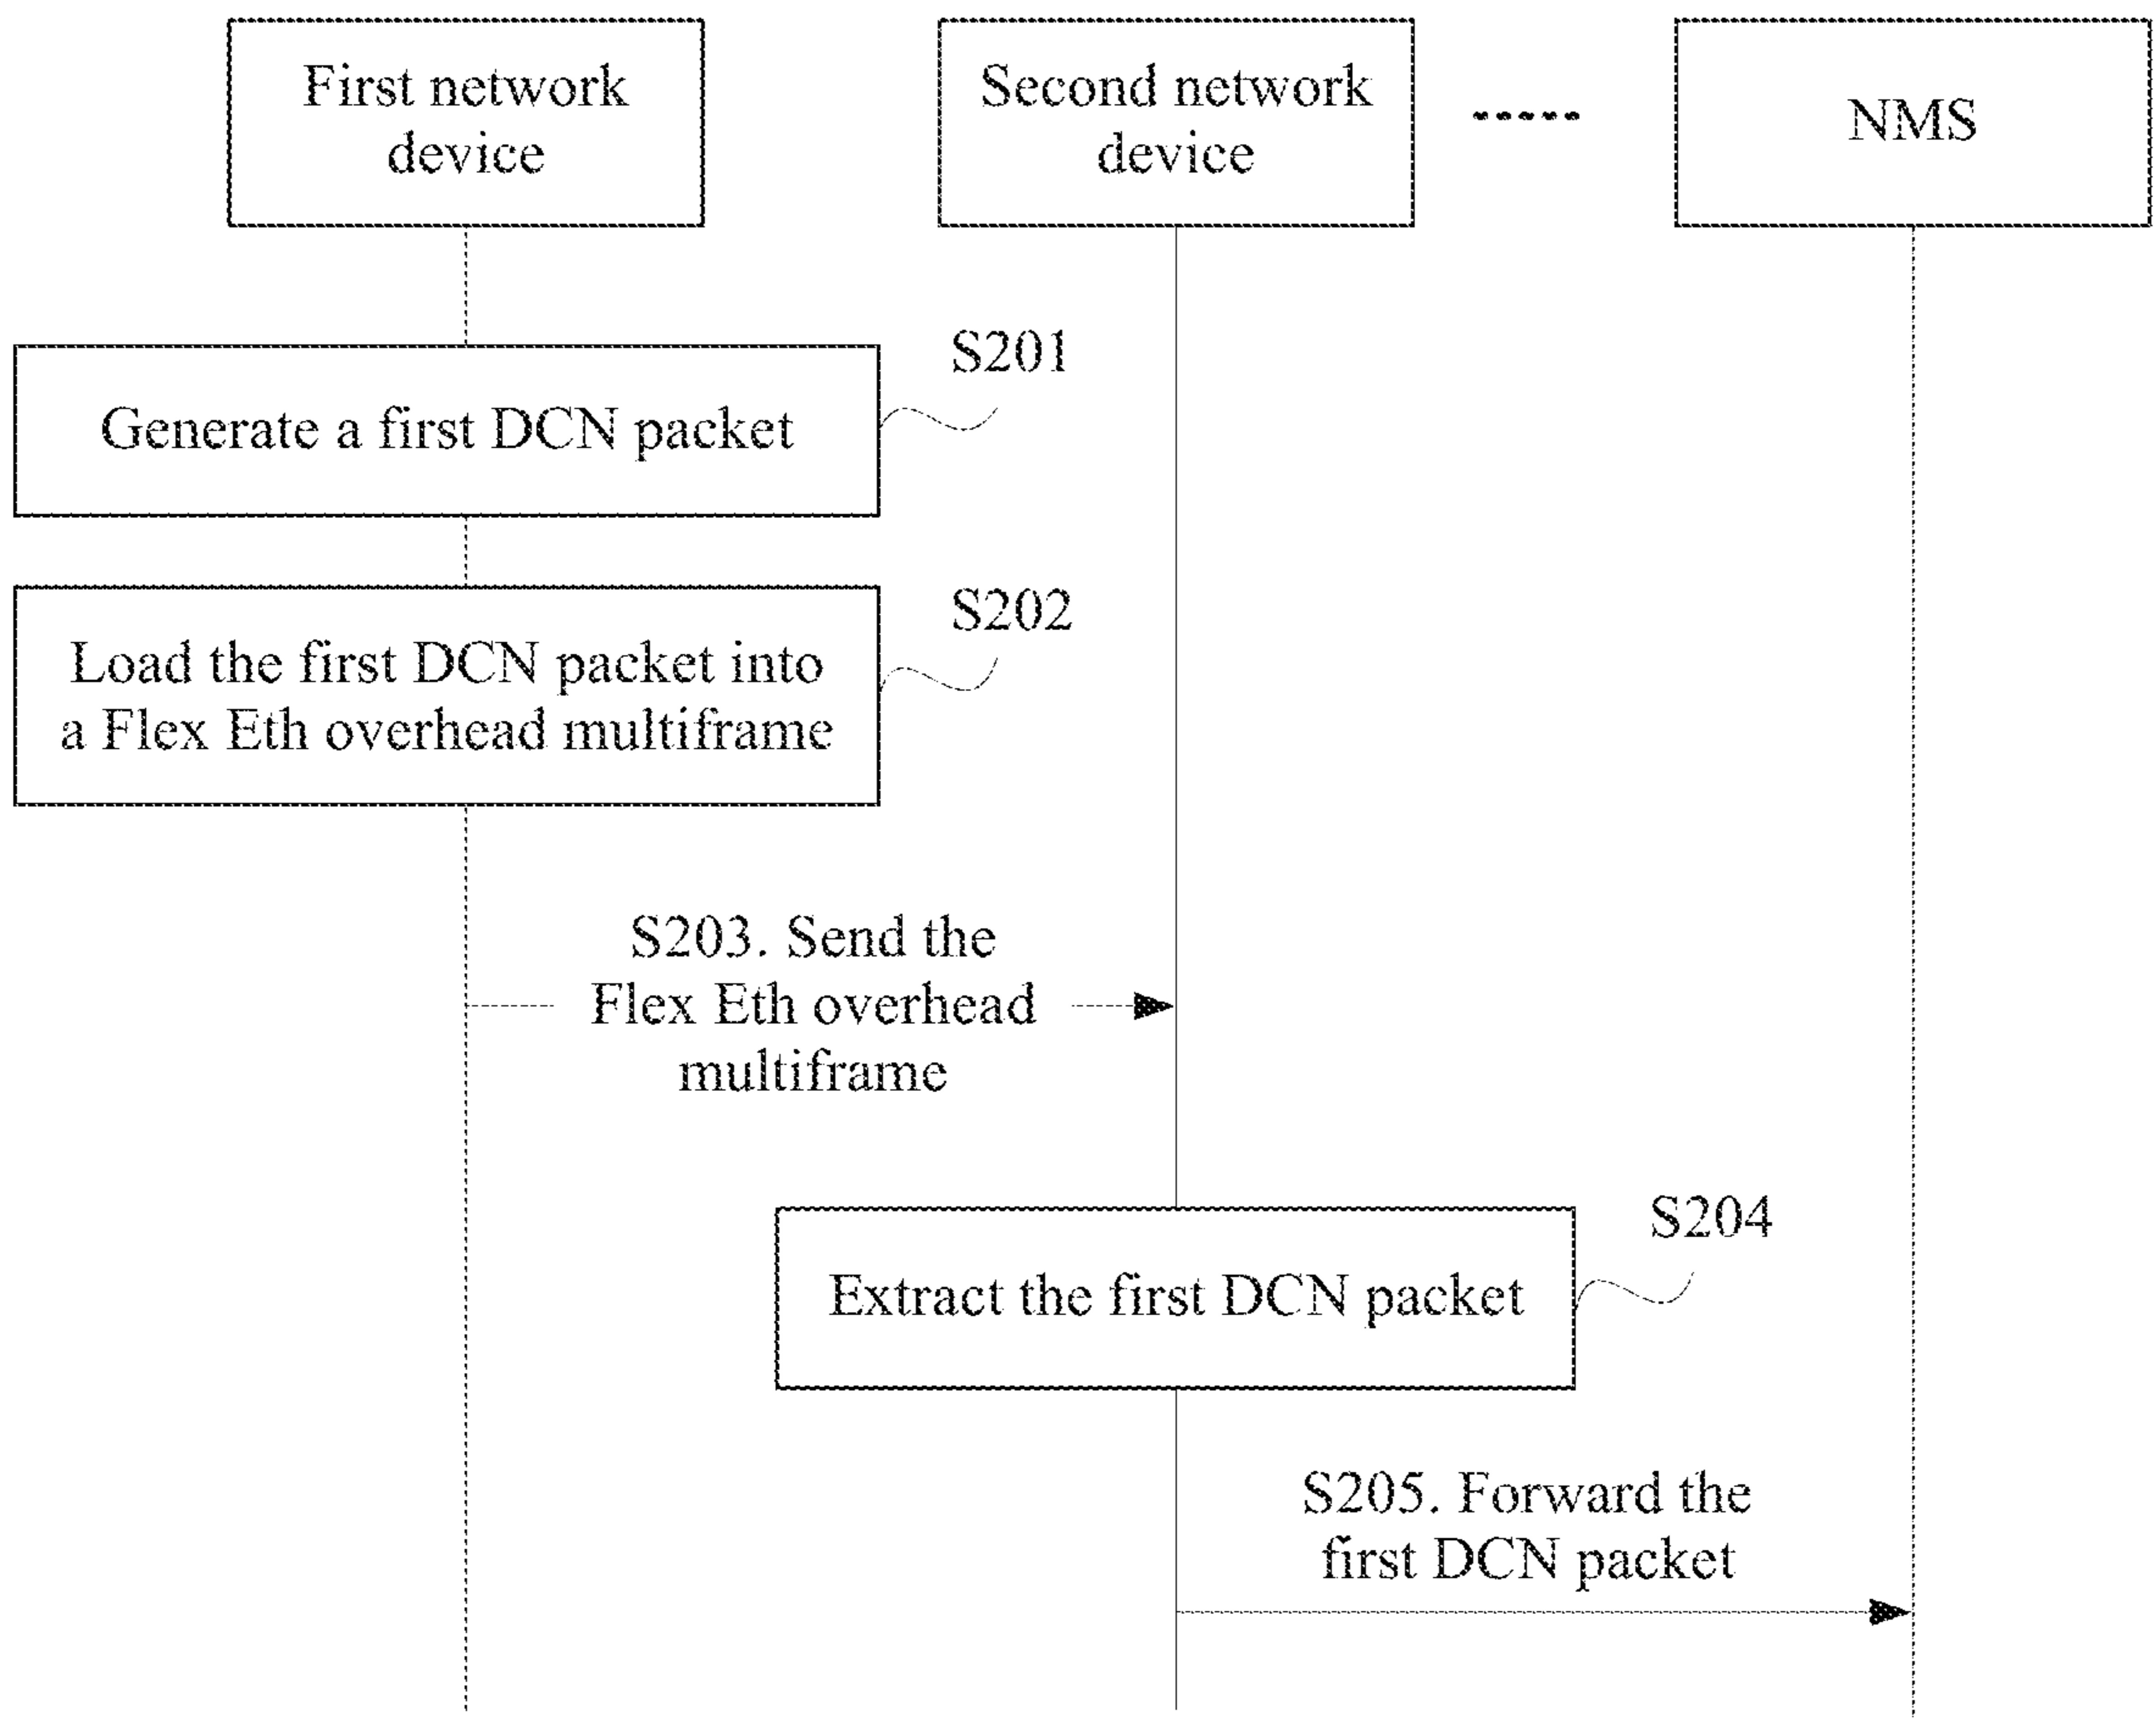 First network
device
Second network
device
NMS
S201
Generate a first DCN packet
S202
Load the first DCN packet into
a Flex Eth overhead multiframe
S203. Send the
Flex Eth overhead
multiframe
S204
Extract the first DCN packet
S205. Forward the
first DCN packet